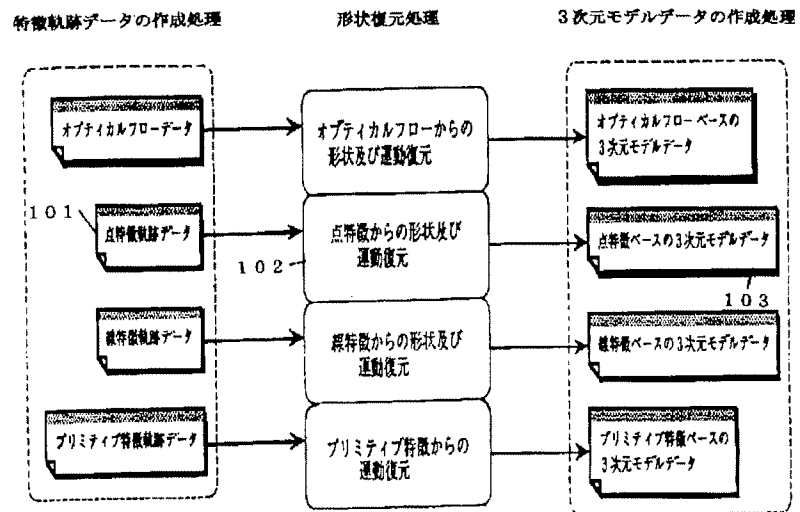 特徴軌跡データの作成処理
形状復元処理
3次元モデルデータの作成処理
オプティカルフローデータ
オプティカルフローからの
形状及び運動復元
オプティカルフローベースの
3次元モデルデータ
101
点特徴軌跡データ
102
点特徴からの形状及び
運動復元
点特徴ベースの3次元モデルデータ
103
線特徴軌跡データ
線特徴からの形状及び
運動復元
線特徴ベースの3次元モデルデータ
プリミティブ特徴軌跡データ
プリミティブ特徴からの
運動復元
プリミティブ特徴ベースの
3次元モデルデータ